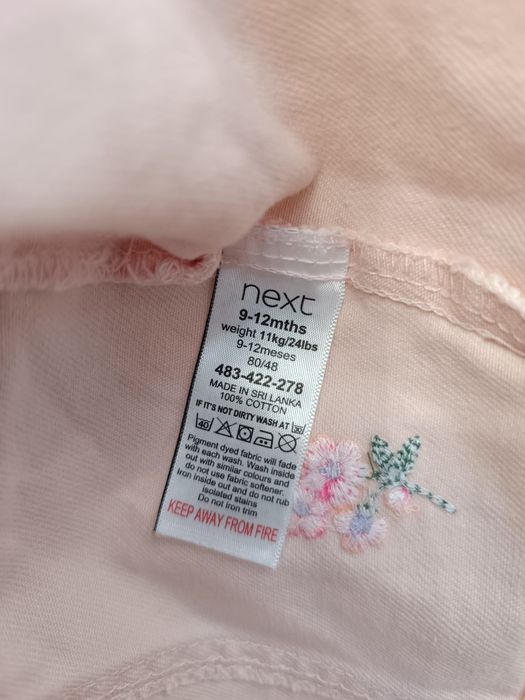 next
9-12mths
weight 11kg/24lbs
9-12meses
80/48
483-422-278
MADE IN SRI LANKA
100% COTTON
IF IT'S NOT DIRTY WASH AT 30
40
Pigment dyed fabric will fade
with each wash. Wash inside
out with similar colours and
do not use fabric softener.
Iron inside out and do not rub
isolated stains
Do not iron trim
KEEP AWAY FROM FIRE